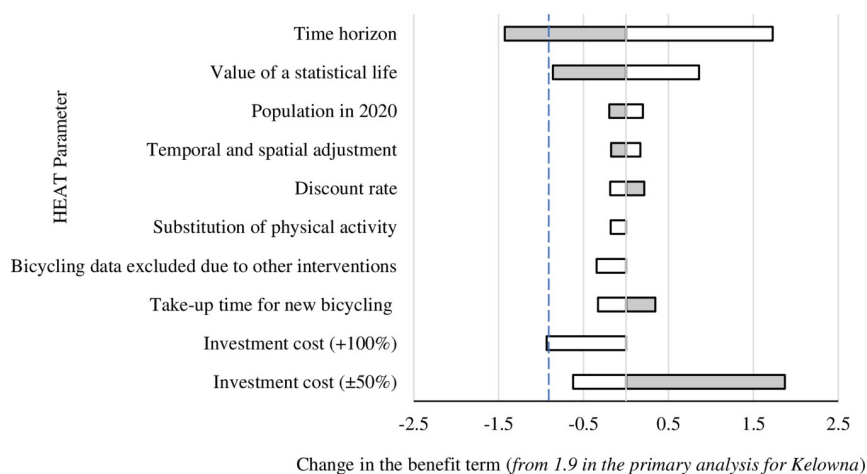 HEAT Parameter
Time horizon
Value of a statistical life
Population in 2020
Temporal and spatial adjustment
Discount rate
Substitution of physical activity
Bicycling data excluded due to other interventions
Take-up time for new bicycling
Investment cost (+100%)
Investment cost (±50%)
-2.5 -1.5 -0.5 0.5 1.5 2.5
Change in the benefit term (from 1.9 in the primary analysis for Kelowna)